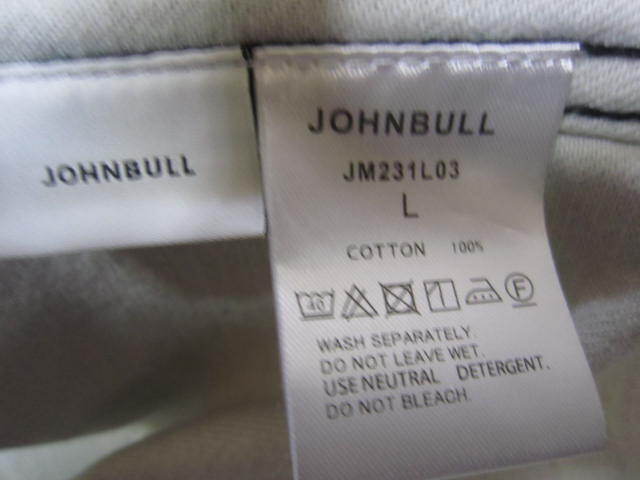 JOHNBULL
JOHNBULL
JM231L03
L
COTTON 100%
40 F
WASH SEPARATELY.
DO NOT LEAVE WET.
USE NEUTRAL DETERGENT.
DO NOT BLEACH.